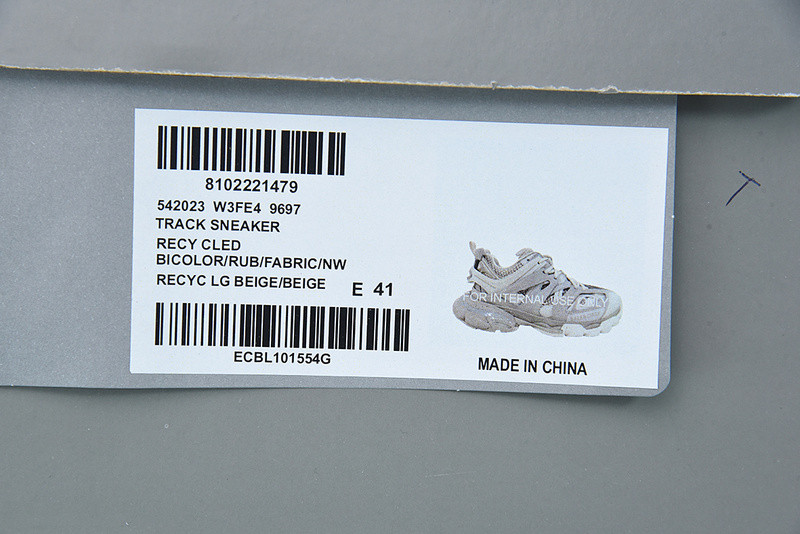 8102221479
542023 W3FE4 9697
TRACK SNEAKER
RECY CLED
BICOLOR/RUB/FABRIC/NW
RECYC LG BEIGE/BEIGE E 41
ECBL101554G
FOR INTERNAL USE ONLY
MADE IN CHINA
T